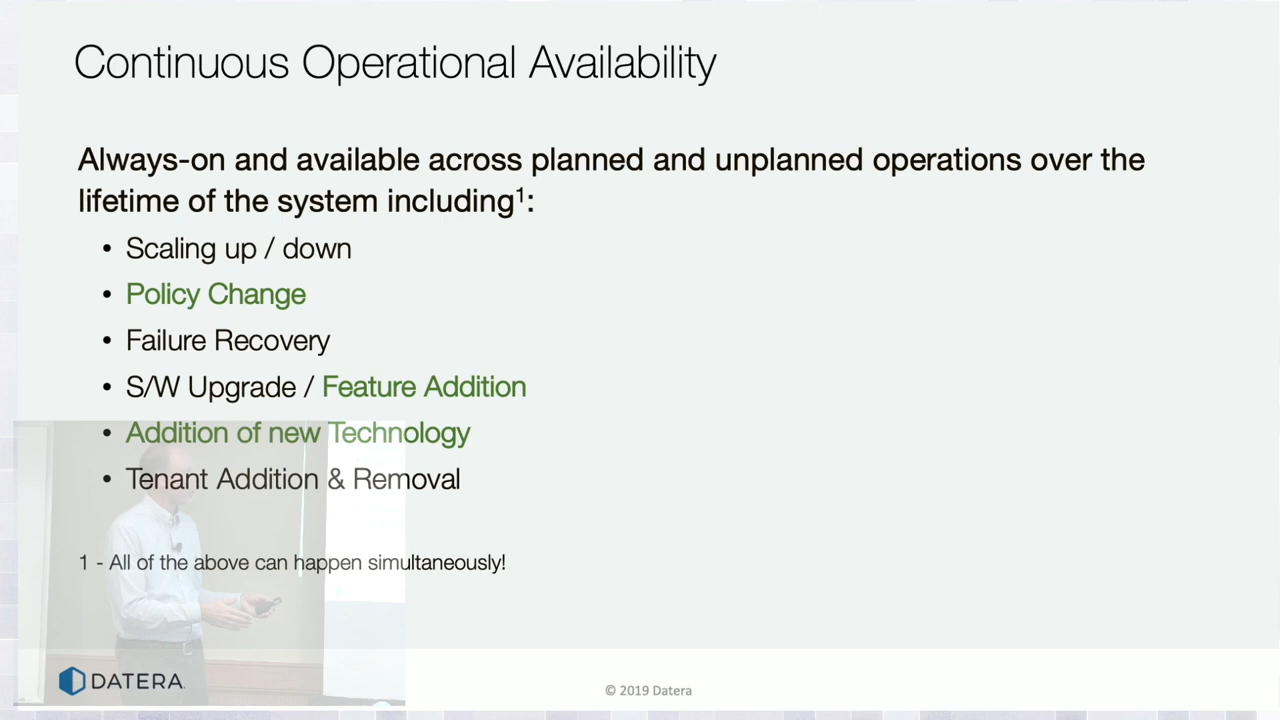 Continuous Operational Availability
Always-on and available across planned and unplanned operations over the
lifetime of the system including¹:
• Scaling up / down
• Policy Change
• Failure Recovery
• S/W Upgrade / Feature Addition
• Addition of new Technology
• Tenant Addition & Removal
1 - All of the above can happen simultaneously!
DATERA
© 2019 Datera